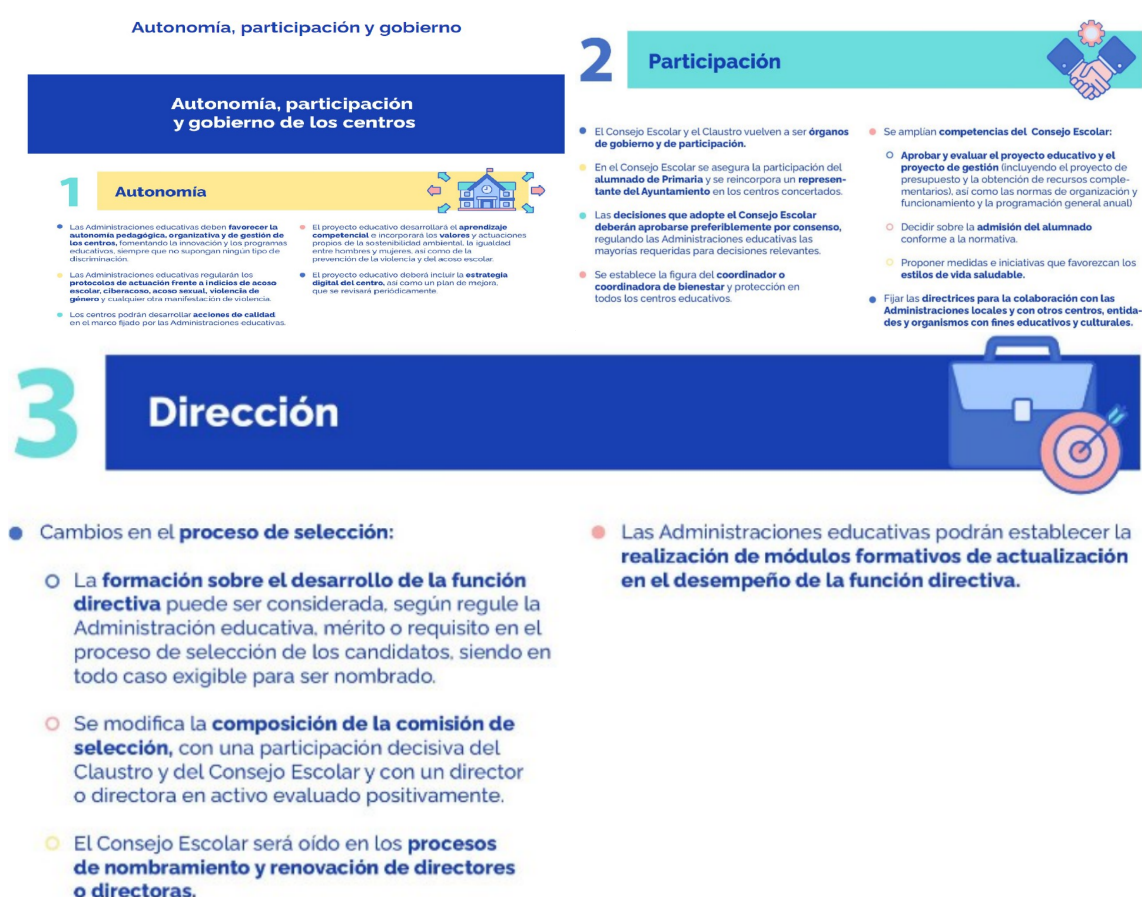 Autonomía, participación y gobierno
Autonomía, participación
y gobierno de los centros
1
Autonomía
Las Administraciones educativas deben favorecer la
autonomía pedagógica, organizativa y de gestión de
los centros, fomentando la innovación y los programas
educativos, siempre que no supongan ningún tipo de
discriminación.
Las Administraciones educativas regularán los
protocolos de actuación frente a indicios de acoso
escolar, ciberacoso, acoso sexual, violencia de
género y cualquier otra manifestación de violencia.
Los centros podrán desarrollar acciones de calidad
en el marco fijado por las Administraciones educativas.
El proyecto educativo desarrollará el aprendizaje
competencial e incorporará los valores y actuaciones
propios de la sostenibilidad ambiental, la igualdad
entre hombres y mujeres, así como de la
prevención de la violencia y del acoso escolar.
El proyecto educativo deberá incluir la estrategia
digital del centro, así como un plan de mejora,
que se revisará periódicamente.
2
Participación
El Consejo Escolar y el Claustro vuelven a ser órganos
de gobierno y de participación.
En el Consejo Escolar se asegura la participación del
alumnado de Primaria y se reincorpora un represen-
tante del Ayuntamiento en los centros concertados.
Las decisiones que adopte el Consejo Escolar
deberán aprobarse preferiblemente por consenso,
regulando las Administraciones educativas las
mayorías requeridas para decisiones relevantes.
Se establece la figura del coordinador o
coordinadora de bienestar y protección en
todos los centros educativos.
Se amplían competencias del Consejo Escolar:
Aprobar y evaluar el proyecto educativo y el
proyecto de gestión (incluyendo el proyecto de
presupuesto y la obtención de recursos comple-
mentarios), así como las normas de organización y
funcionamiento y la programación general anual)
Decidir sobre la admisión del alumnado
conforme a la normativa.
Proponer medidas e iniciativas que favorezcan los
estilos de vida saludable.
Fijar las directrices para la colaboración con las
Administraciones locales y con otros centros, entida-
des y organismos con fines educativos y culturales.
3
Dirección
Cambios en el proceso de selección:
La formación sobre el desarrollo de la función
directiva puede ser considerada, según regule la
Administración educativa, mérito o requisito en el
proceso de selección de los candidatos, siendo en
todo caso exigible para ser nombrado.
Se modifica la composición de la comisión de
selección, con una participación decisiva del
Claustro y del Consejo Escolar y con un director
o directora en activo evaluado positivamente.
El Consejo Escolar será oído en los procesos
de nombramiento y renovación de directores
o directoras.
Las Administraciones educativas podrán establecer la
realización de módulos formativos de actualización
en el desempeño de la función directiva.